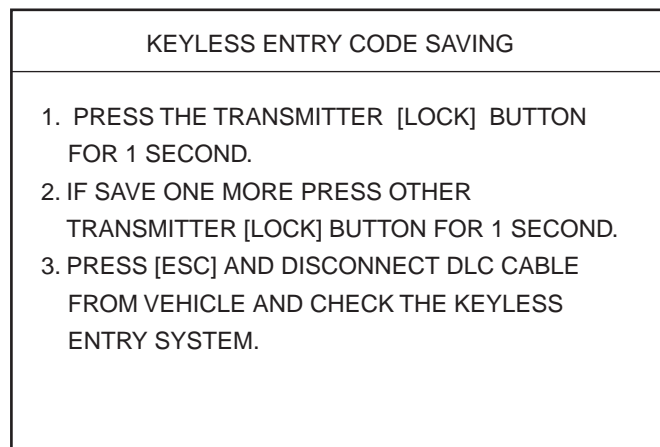 KEYLESS ENTRY CODE SAVING
1. PRESS THE TRANSMITTER [LOCK] BUTTON
FOR 1 SECOND.
2. IF SAVE ONE MORE PRESS OTHER
TRANSMITTER [LOCK] BUTTON FOR 1 SECOND.
3. PRESS [ESC] AND DISCONNECT DLC CABLE
FROM VEHICLE AND CHECK THE KEYLESS
ENTRY SYSTEM.